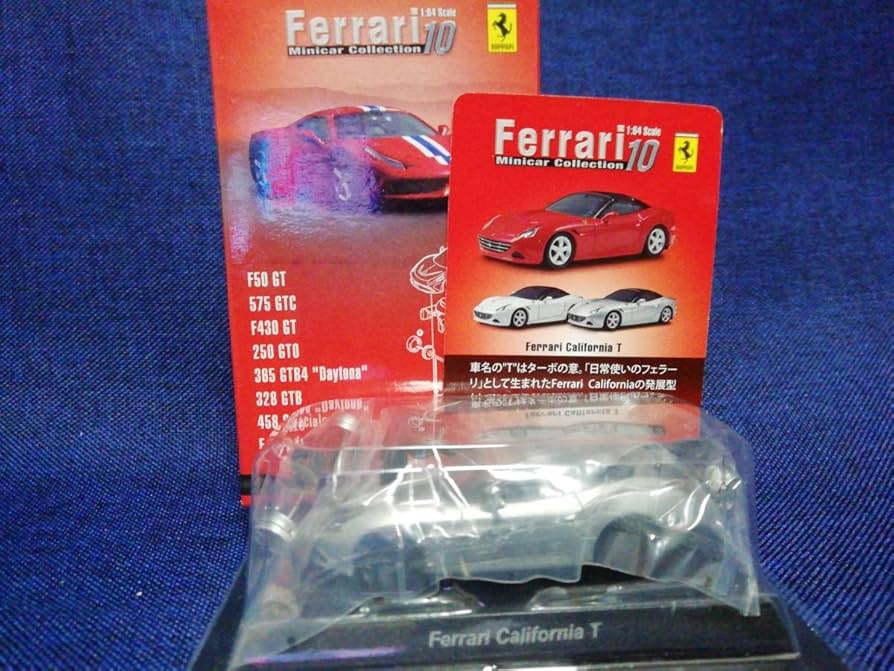 Ferrari
1:64 Scale
10
Minicar Collection
Ferrari
F50 GT
575 GTC
F430 GT
250 GTO
365 GTB4 "Daytona"
328 GTB
458
Ferrari
1:64 Scale
10
Minicar Collection
Ferrari
Ferrari California T
車名の"T"はターボの意。「日常使いのフェラー
リ」として生まれたFerrari Californiaの発展型
Ferrari California T